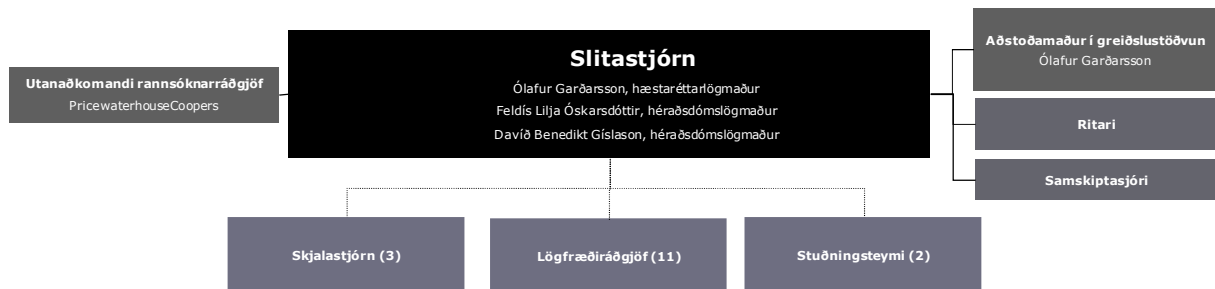 Slitastjórn
Ólafur Garðarsson, hæstaréttarlögmaður
Feldís Lilja Óskarsdóttir, héraðsdómslögmaður
Davíð Benedikt Gíslason, héraðsdómslögmaður
Utanaðkomandi rannsóknarráðgjöf
PricewaterhouseCoopers
Aðstoðamaður í greiðslustöðvun
Ólafur Garðarsson
Ritari
Samskiptasjóri
Skjalastjórn (3)
Lögfræðiráðgjöf (11)
Stuðningsteymi (2)